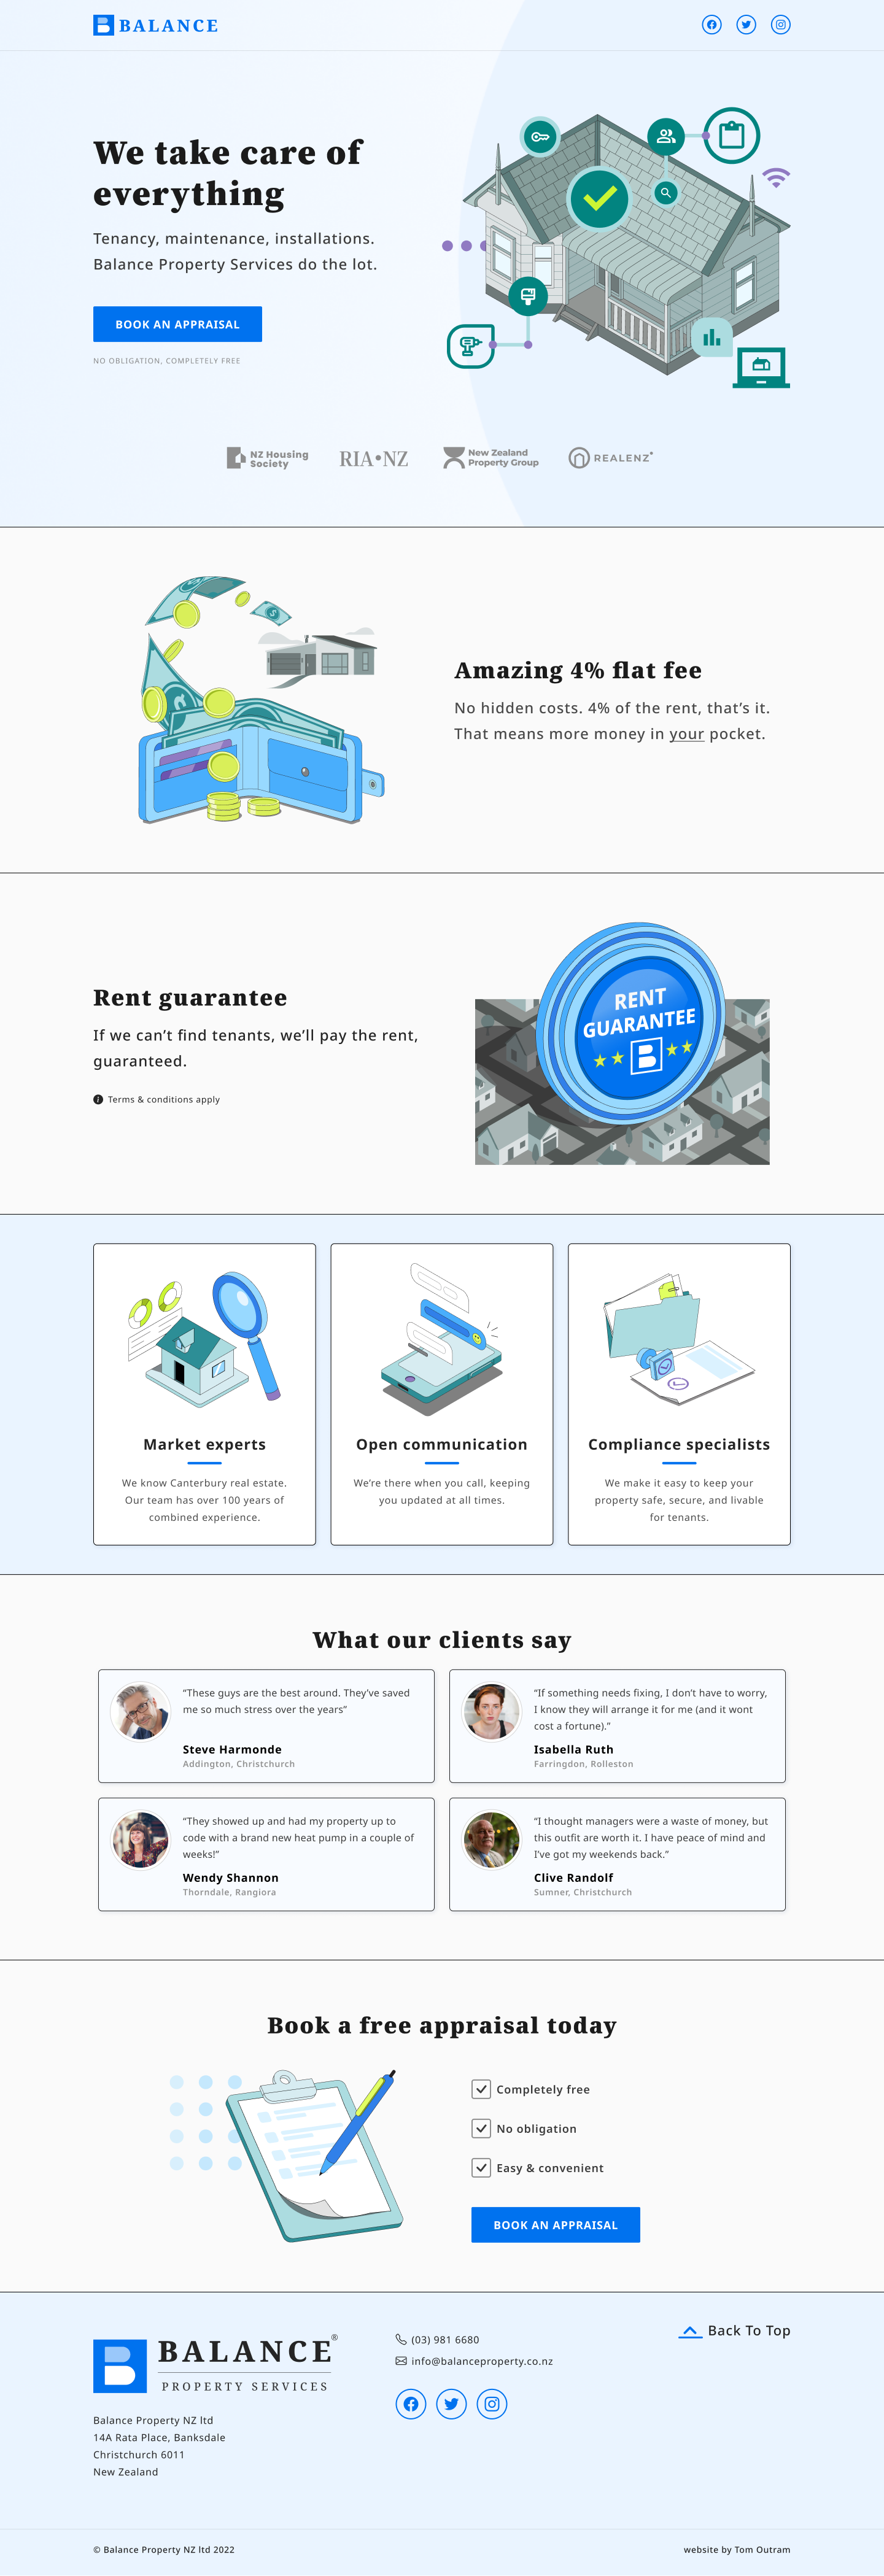 BALANCE
We take care of
everything
Tenancy, maintenance, installations.
Balance Property Services do the lot.
BOOK AN APPRAISAL
NO OBLIGATION, COMPLETELY FREE
NZ Housing
Society
RIA•NZ
New Zealand
Property Group
REALENZ
Amazing 4% flat fee
No hidden costs. 4% of the rent, that’s it.
That means more money in your pocket.
Rent guarantee
If we can’t find tenants, we’ll pay the rent,
guaranteed.
Terms & conditions apply
RENT
GUARANTEE
B
Market experts
We know Canterbury real estate.
Our team has over 100 years of
combined experience.
Open communication
We’re there when you call, keeping
you updated at all times.
Compliance specialists
We make it easy to keep your
property safe, secure, and livable
for tenants.
What our clients say
“These guys are the best around. They’ve saved
me so much stress over the years”
Steve Harmonde
Addington, Christchurch
“If something needs fixing, I don’t have to worry,
I know they will arrange it for me (and it wont
cost a fortune).”
Isabella Ruth
Farringdon, Rolleston
“They showed up and had my property up to
code with a brand new heat pump in a couple of
weeks!”
Wendy Shannon
Thorndale, Rangiora
“I thought managers were a waste of money, but
this outfit are worth it. I have peace of mind and
I’ve got my weekends back.”
Clive Randolf
Sumner, Christchurch
Book a free appraisal today
Completely free
No obligation
Easy & convenient
BOOK AN APPRAISAL
BALANCE®
PROPERTY SERVICES
Balance Property NZ ltd
14A Rata Place, Banksdale
Christchurch 6011
New Zealand
(03) 981 6680
info@balanceproperty.co.nz
Back To Top
© Balance Property NZ ltd 2022
website by Tom Outram